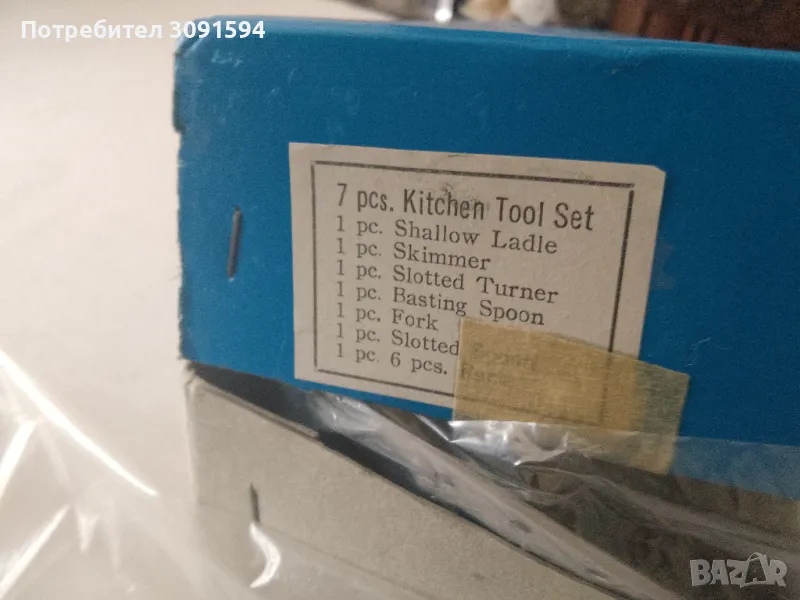 Потребител 3091594
7 pcs. Kitchen Tool Set
1 pc. Shallow Ladle
1 pc. Skimmer
1 pc. Slotted Turner
1 pc. Basting Spoon
1 pc. Fork
1 pc. Slotted
1 pc. 6 pcs.
BAZAR